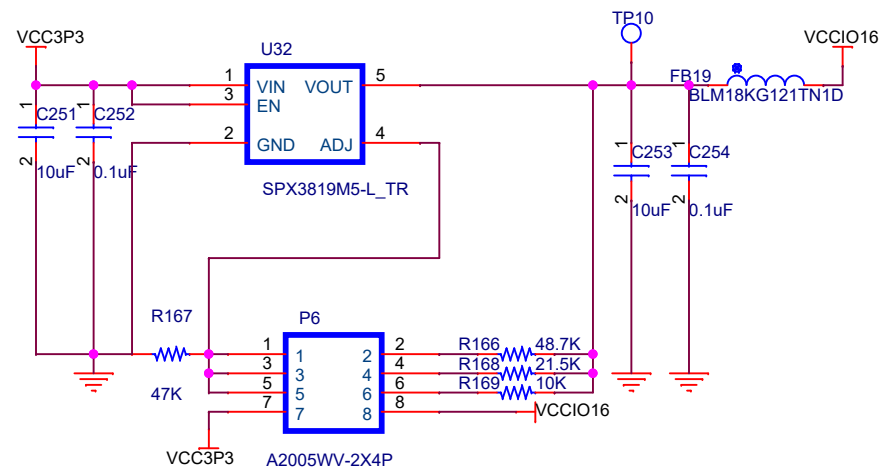 TP10
VCC3P3
VCCIO16
U32
FB19
BLM18KG121TN1D
1 VIN VOUT 5
3 EN
2 GND ADJ 4
1 C251
1 C252
2 10uF
2 0.1uF
SPX3819M5-L_TR
1 C253
1 C254
2 10uF
2 0.1uF
R167
47K
P6
1 1 2 2 R166 48.7K
3 3 4 4 R168 21.5K
5 5 6 6 R169 10K
7 7 8 8 VCCIO16
VCC3P3
A2005WV-2X4P